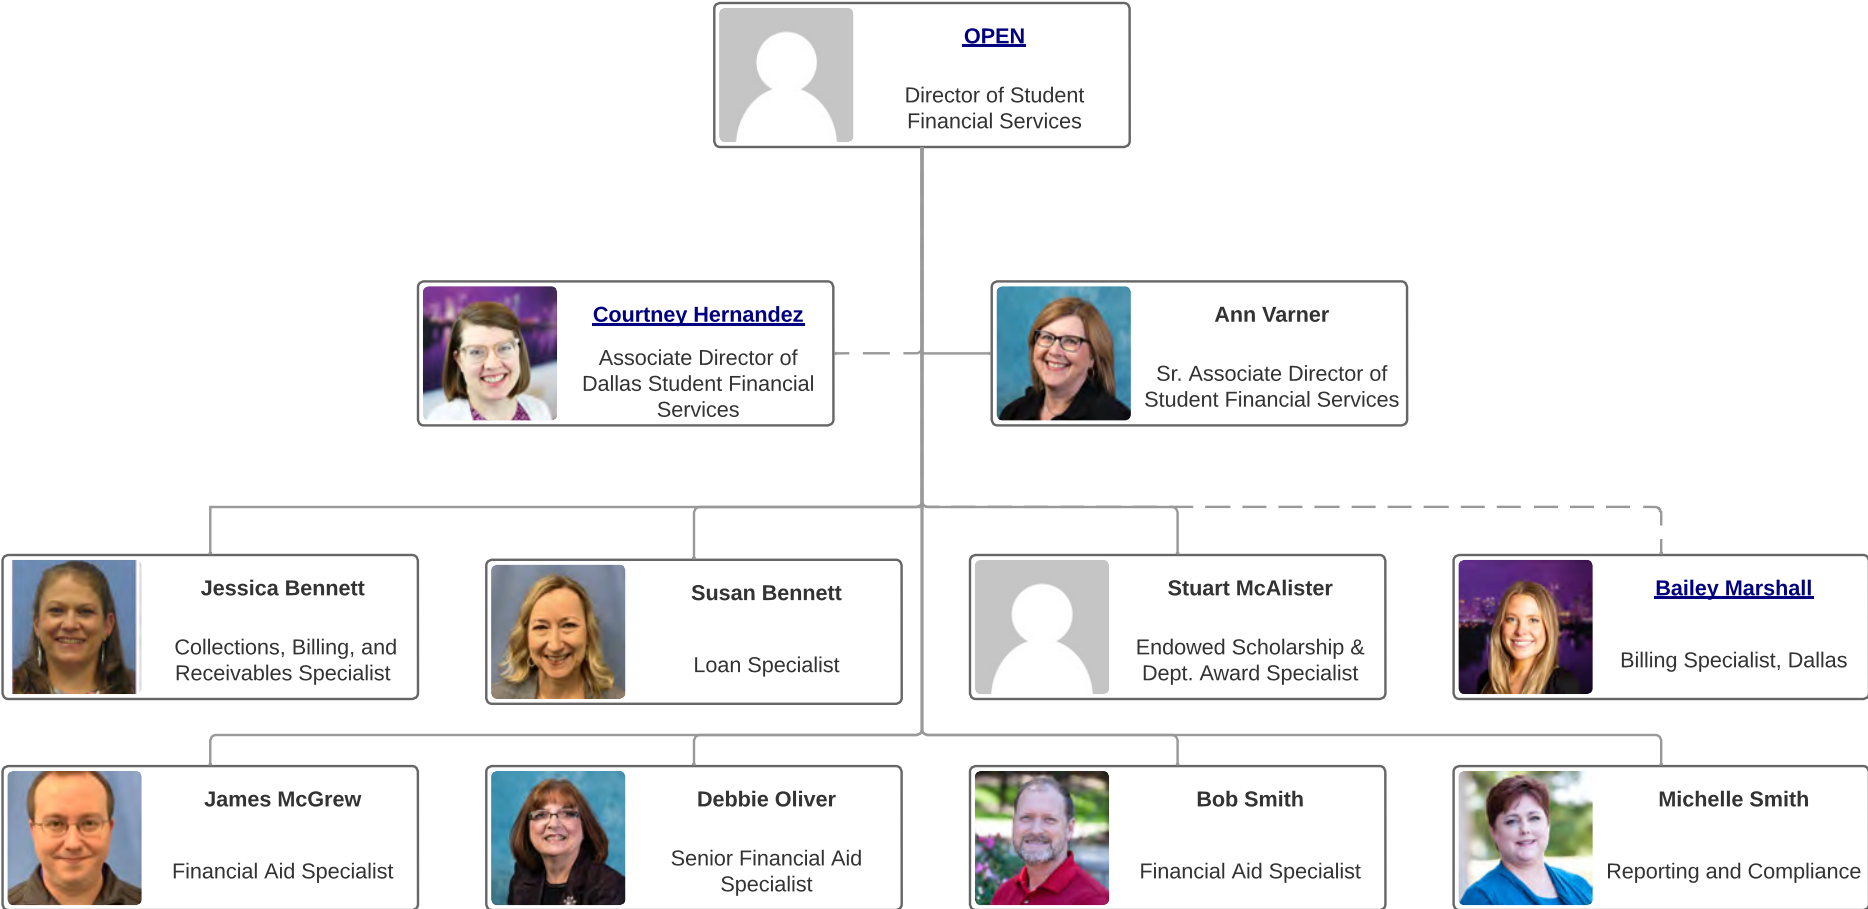 OPEN
Director of Student
Financial Services
Courtney Hernandez
Associate Director of
Dallas Student Financial
Services
Ann Varner
Sr. Associate Director of
Student Financial Services
Jessica Bennett
Collections, Billing, and
Receivables Specialist
Susan Bennett
Loan Specialist
Stuart McAlister
Endowed Scholarship &
Dept. Award Specialist
Bailey Marshall
Billing Specialist, Dallas
James McGrew
Financial Aid Specialist
Debbie Oliver
Senior Financial Aid
Specialist
Bob Smith
Financial Aid Specialist
Michelle Smith
Reporting and Compliance